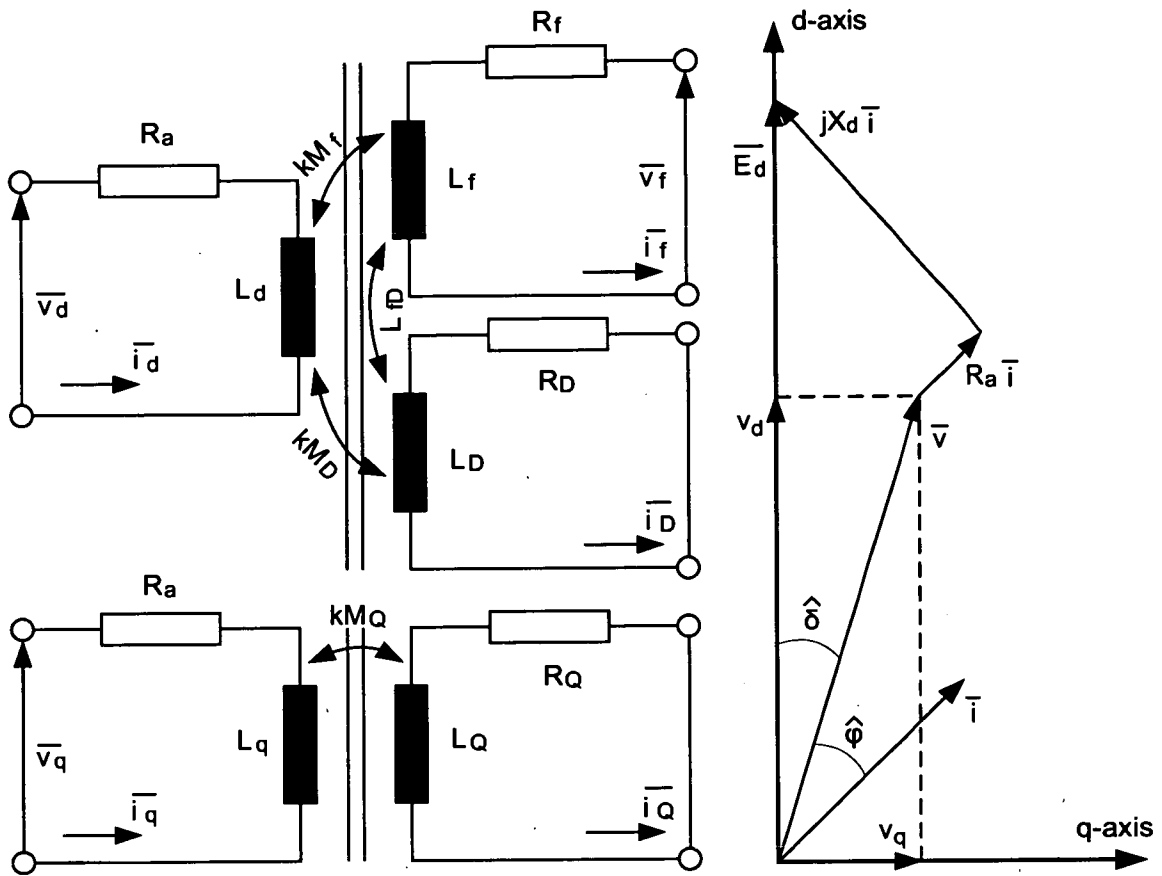 Rf
d-axis
Ra
kMf
Lf
vf
jXd i
Ed
Ld
vd
if
id
LfD
RD
Ra i
vd
v
kMD
LD
iD
Ra
kMQ
δ̂
RQ
i
Lq
vq
LQ
φ̂
iq
iQ
vq
q-axis